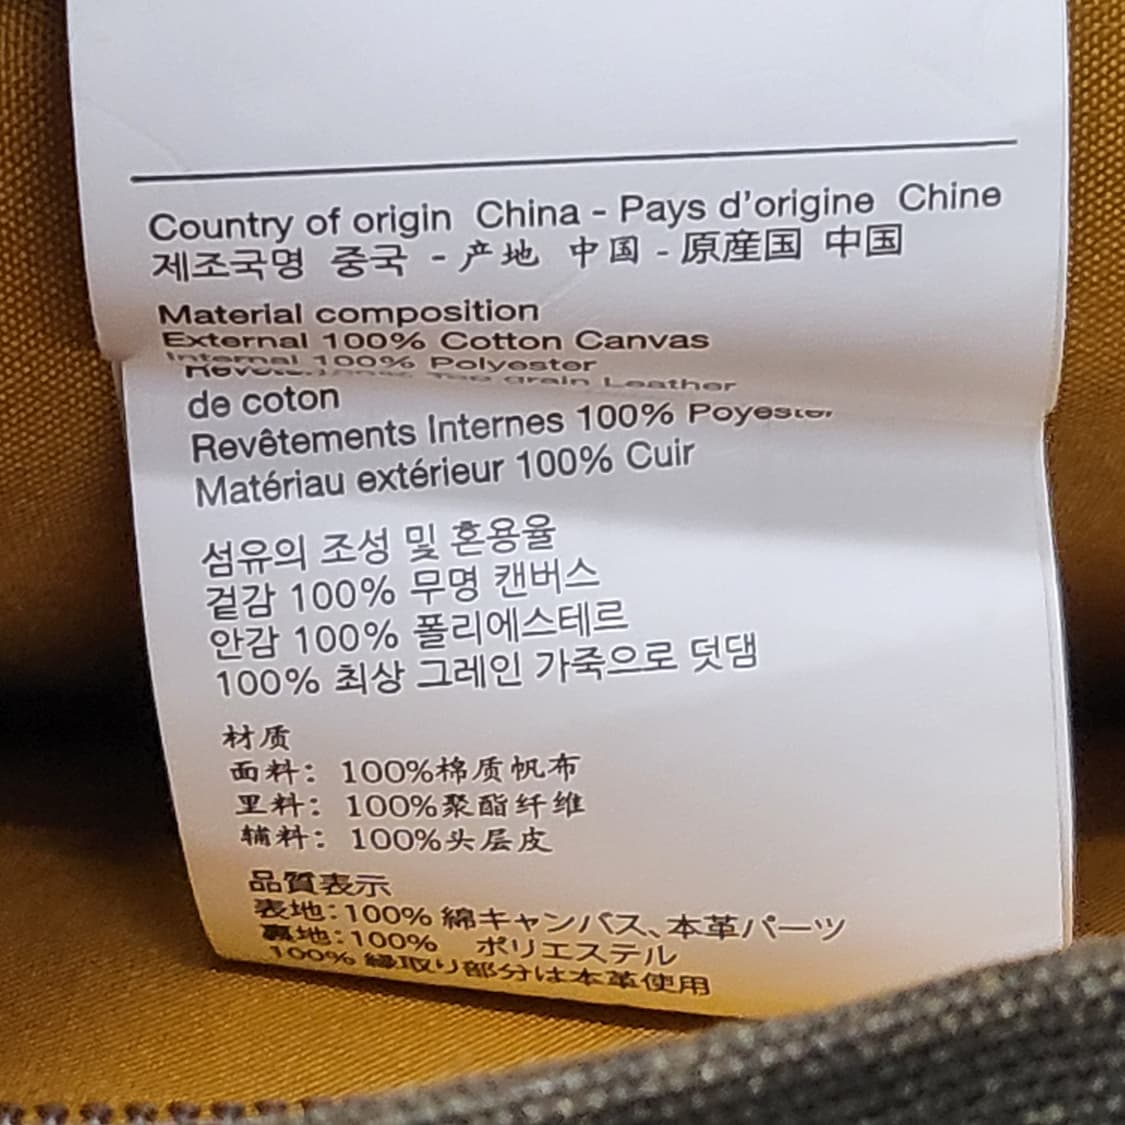 Country of origin China - Pays d'origine Chine
제조국명 중국 - 产地 中国 - 原産国 中国
Material composition
External 100% Cotton Canvas
Internal 100% Polyester
grain Leather
de coton
Revêtements Internes 100% Poyester
Matériau extérieur 100% Cuir
섬유의 조성 및 혼용율
겉감 100% 무명 캔버스
안감 100% 폴리에스테르
100% 최상 그레인 가죽으로 덧댐
材质
面料: 100%棉质帆布
里料: 100%聚酯纤维
辅料: 100%头层皮
品質表示
表地:100% 綿キャンバス、本革パーツ
裏地:100% ポリエステル
100% 縁取り部分は本革使用